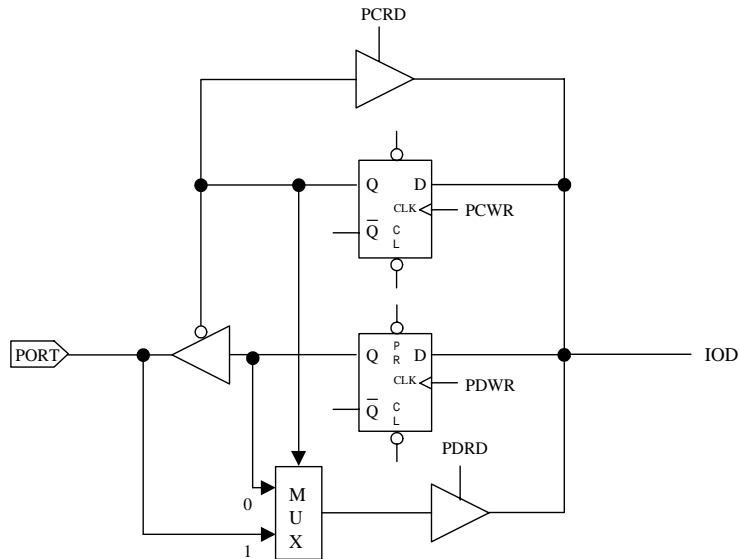 PCRD
Q D
CLK
PCWR
Q̅
C
L
PORT
Q P
R D
CLK
IOD
PDWR
Q̅
C
L
PDRD
0
1
M
U
X